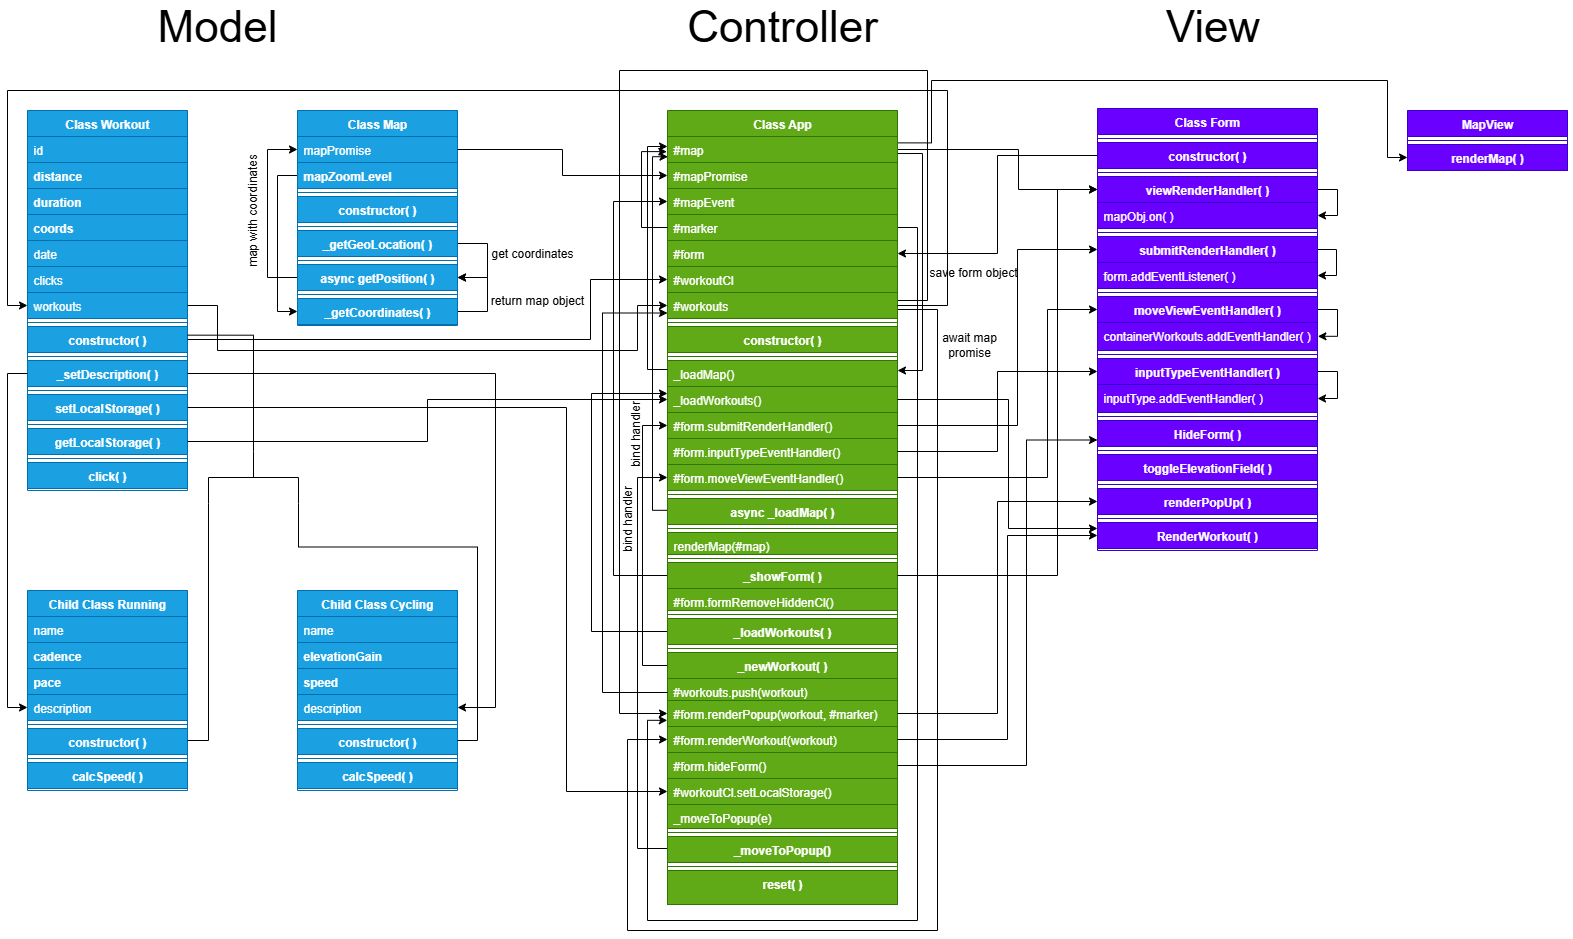 Model
Controller
View
Class Workout
id
distance
duration
coords
date
clicks
workouts
constructor( )
_setDescription( )
setLocalStorage( )
getLocalStorage( )
click( )
Class Map
mapPromise
mapZoomLevel
constructor( )
_getGeoLocation( )
async getPosition( )
_getCoordinates( )
map with coordinates
get coordinates
return map object
Child Class Running
name
cadence
pace
description
constructor( )
calcSpeed( )
Child Class Cycling
name
elevationGain
speed
description
constructor( )
calcSpeed( )
Class App
#map
#mapPromise
#mapEvent
#marker
#form
#workoutCl
#workouts
constructor( )
_loadMap()
_loadWorkouts()
#form.submitRenderHandler()
#form.inputTypeEventHandler()
#form.moveViewEventHandler()
async _loadMap( )
renderMap(#map)
_showForm( )
#form.formRemoveHiddenCl()
_loadWorkouts( )
_newWorkout( )
#workouts.push(workout)
#form.renderPopup(workout, #marker)
#form.renderWorkout(workout)
#form.hideForm()
#workoutCl.setLocalStorage()
_moveToPopup(e)
_moveToPopup()
reset( )
bind handler
bind handler
save form object
await map
promise
Class Form
constructor( )
viewRenderHandler( )
mapObj.on( )
submitRenderHandler( )
form.addEventListener( )
moveViewEventHandler( )
containerWorkouts.addEventHandler( )
inputTypeEventHandler( )
inputType.addEventHandler( )
HideForm( )
toggleElevationField( )
renderPopUp( )
RenderWorkout( )
MapView
renderMap( )